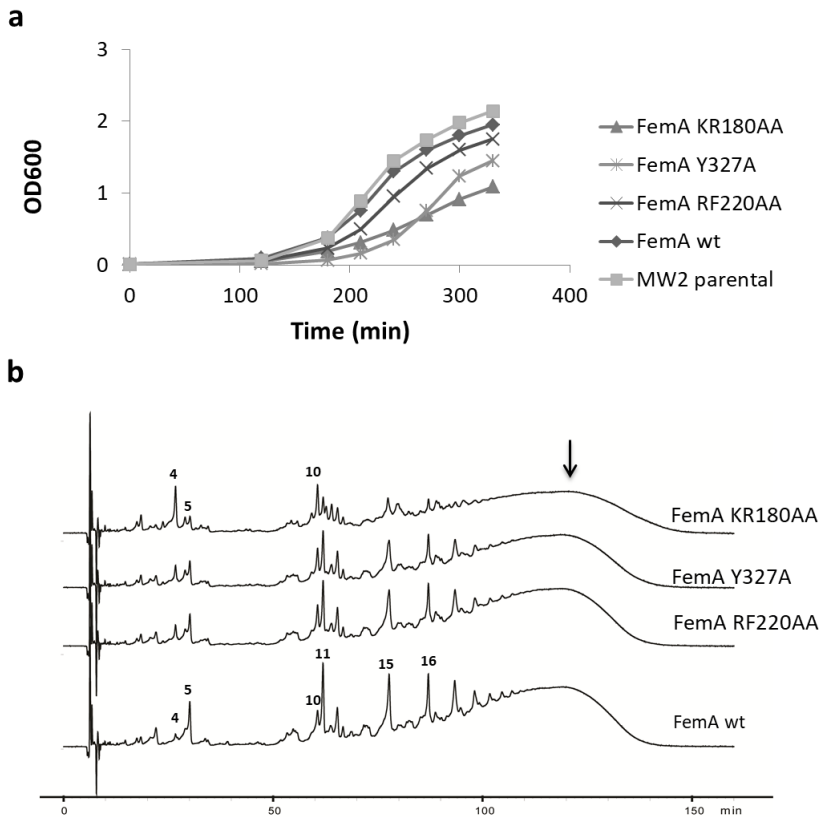 a
3
2
1
0
OD600
0
100
200
300
400
Time (min)
FemA KR180AA
FemA Y327A
FemA RF220AA
FemA wt
MW2 parental
b
4
5
10
FemA KR180AA
FemA Y327A
FemA RF220AA
11
15
16
5
4
10
FemA wt
0
50
100
150
min